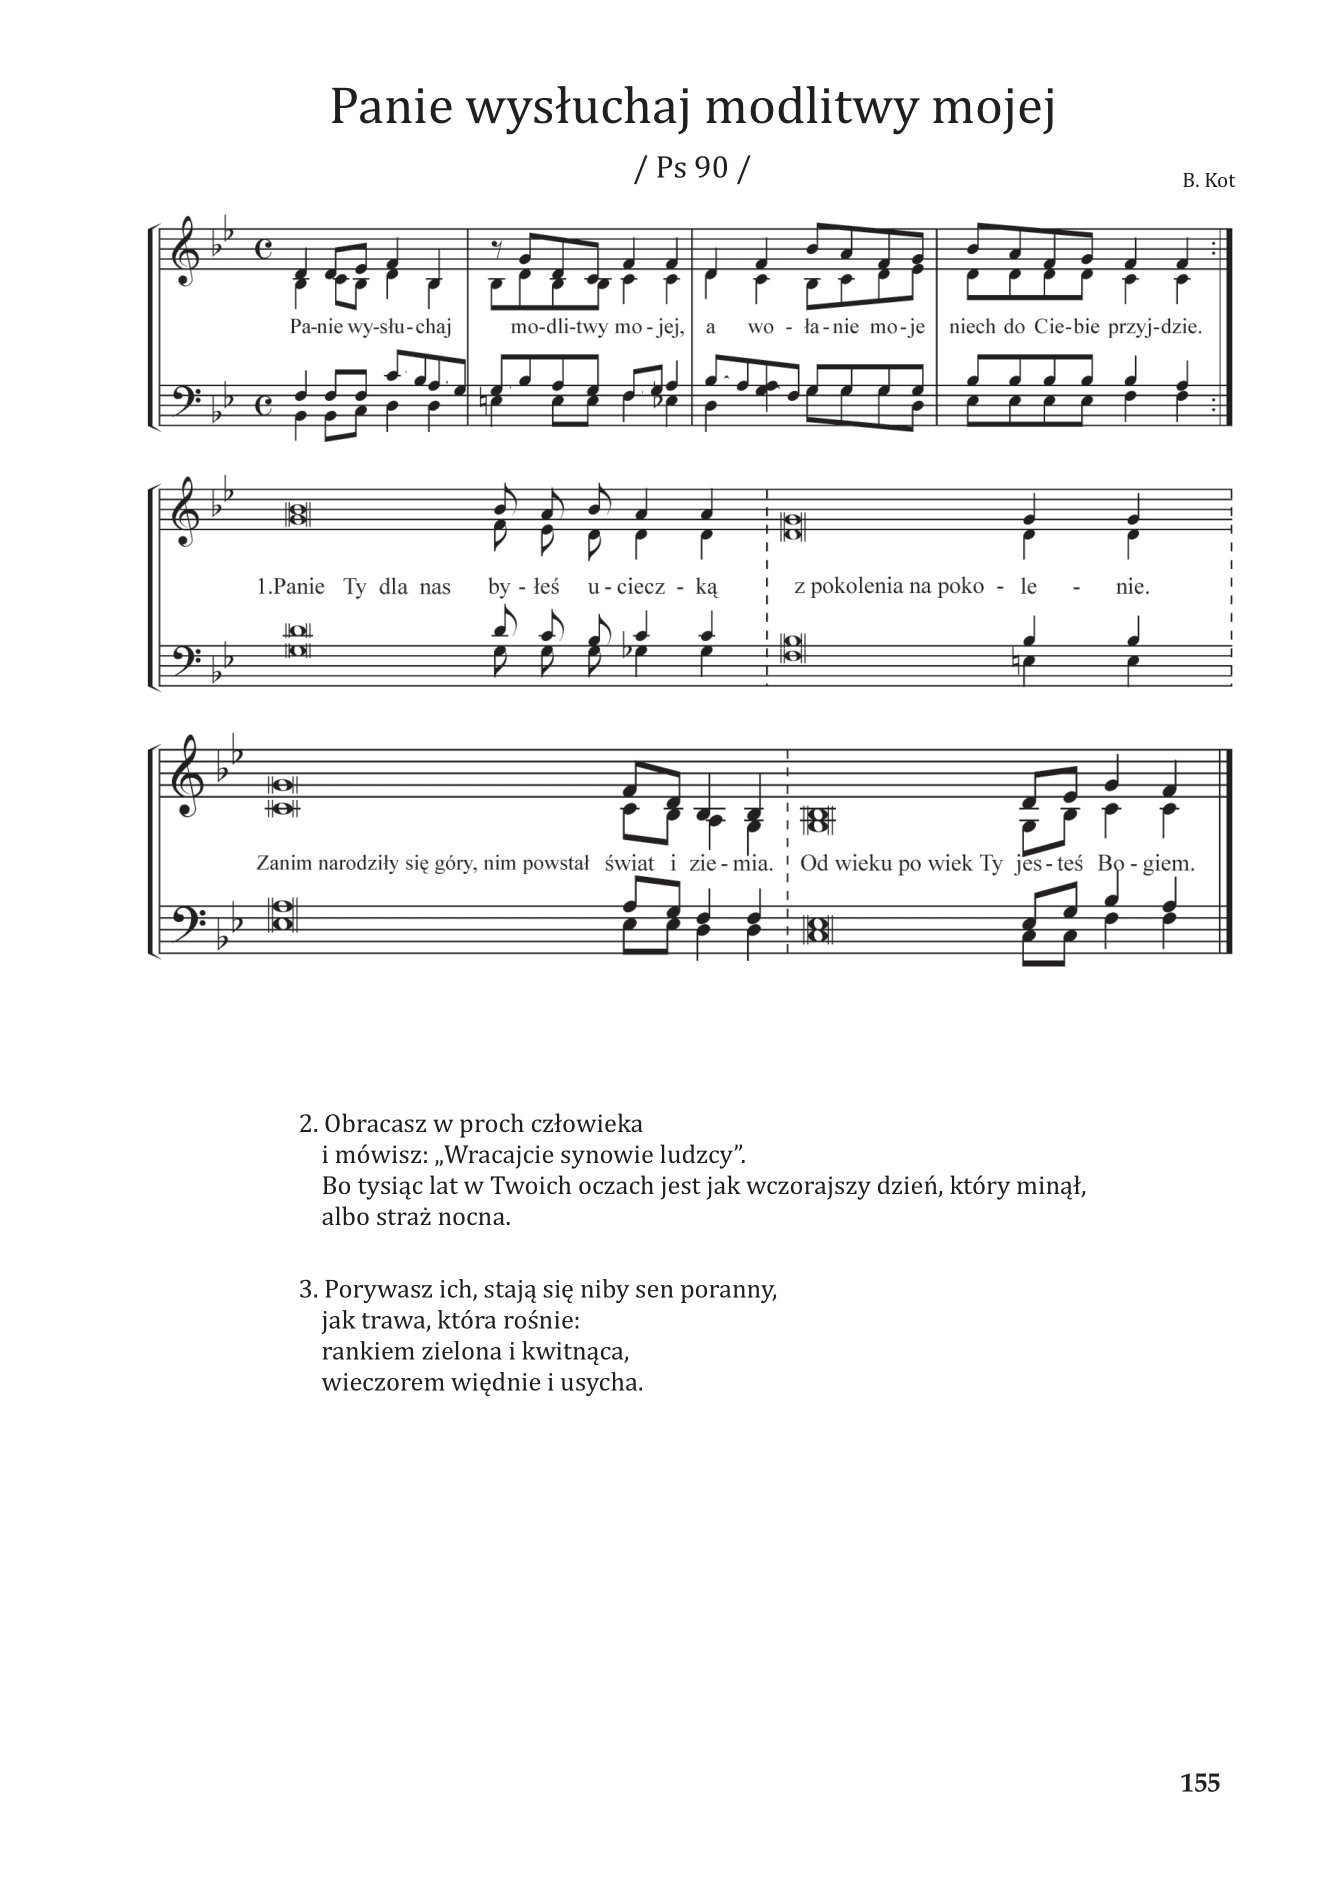 Panie wysłuchaj modlitwy mojej
/ Ps 90 /
B. Kot
Pa-nie wy-słu-chaj mo-dli-twy mo-jej, a wo-ła-nie mo-je niech do Cie-bie przyj-dzie.
1.Panie Ty dla nas by-łeś u-ciecz-ką z pokolenia na poko-le-nie.
Zanim narodziły się góry, nim powstał świat i zie-mia. Od wieku po wiek Ty jes-teś Bo-giem.
2. Obracasz w proch człowieka
i mówisz: „Wracajcie synowie ludzcy”.
Bo tysiąc lat w Twoich oczach jest jak wczorajszy dzień, który minął,
albo straż nocna.
3. Porywasz ich, stają się niby sen poranny,
jak trawa, która rośnie:
rankiem zielona i kwitnąca,
wieczorem więdnie i usycha.
155